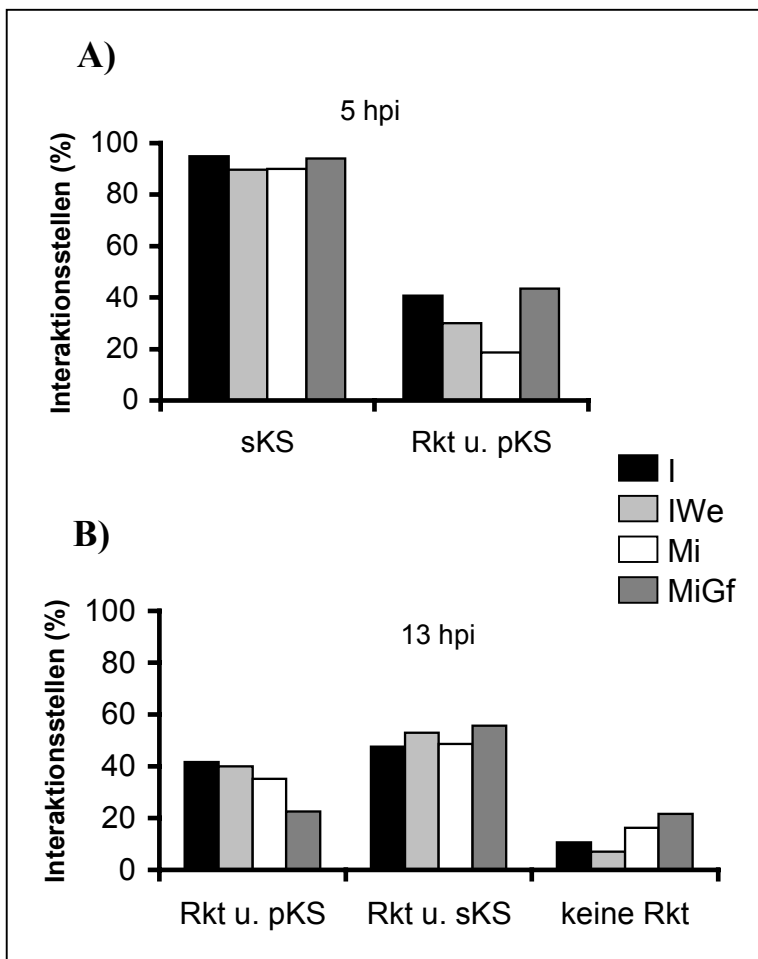 A)
5 hpi
Interaktionsstellen (%)
100
80
60
40
20
0
sKS Rkt u. pKS
I
IWe
Mi
MiGf
B)
13 hpi
Interaktionsstellen (%)
100
80
60
40
20
0
Rkt u. pKS Rkt u. sKS keine Rkt